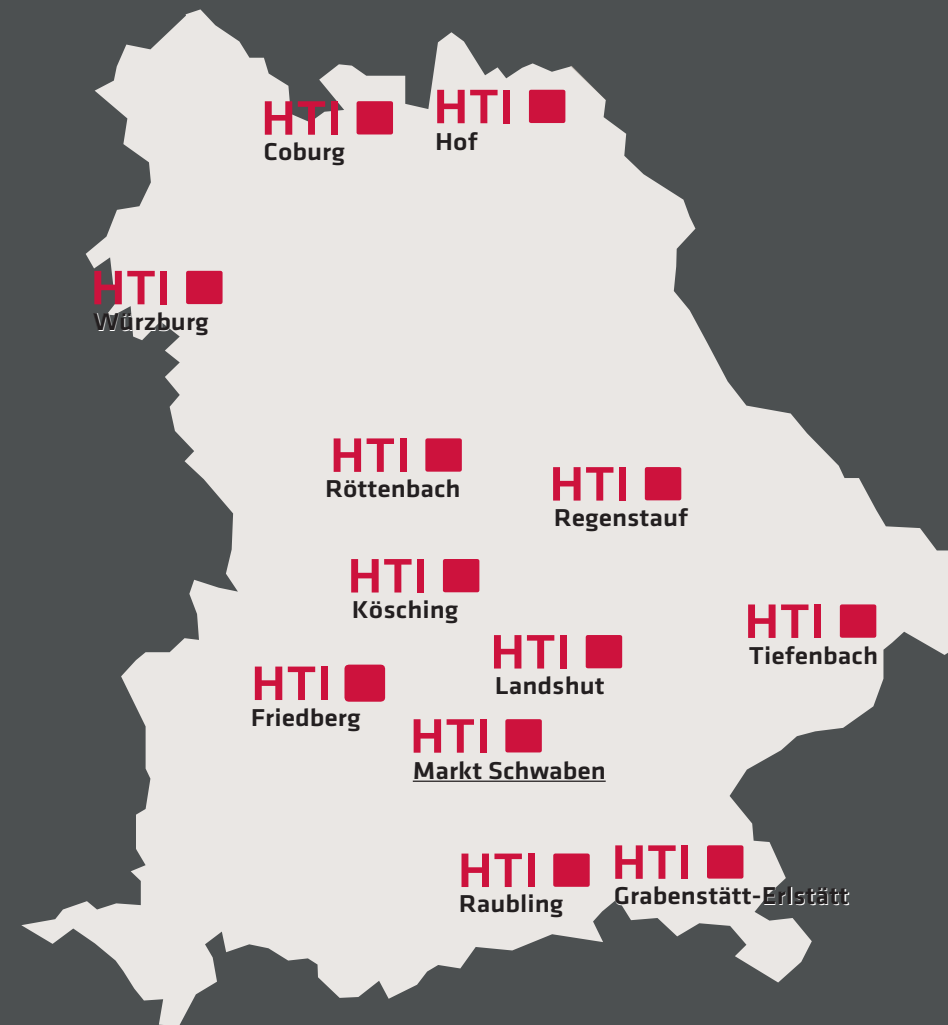 HTI
Coburg
HTI
Hof
HTI
Würzburg
HTI
Röttenbach
HTI
Regenstauf
HTI
Kösching
HTI
Tiefenbach
HTI
Landshut
HTI
Friedberg
HTI
Markt Schwaben
HTI
Raubling
HTI
Grabenstätt-Erlstätt